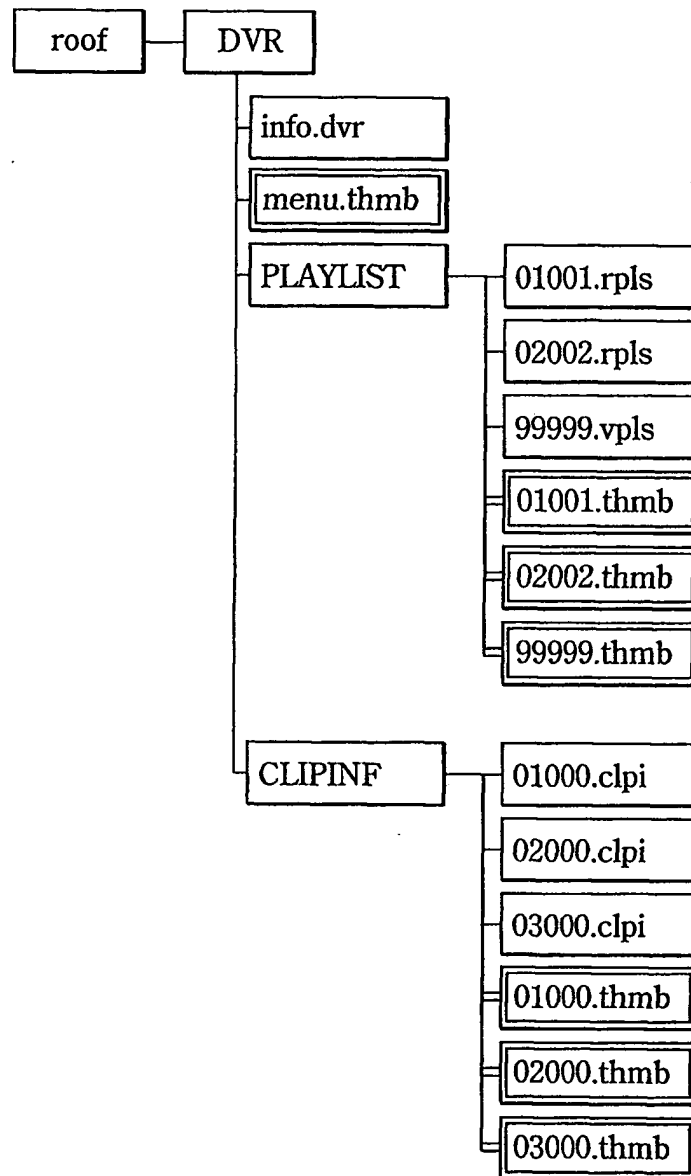 roof
DVR
info.dvr
menu.thmb
PLAYLIST
01001.rpls
02002.rpls
99999.vpls
01001.thmb
02002.thmb
99999.thmb
CLIPINF
01000.clpi
02000.clpi
03000.clpi
01000.thmb
02000.thmb
03000.thmb